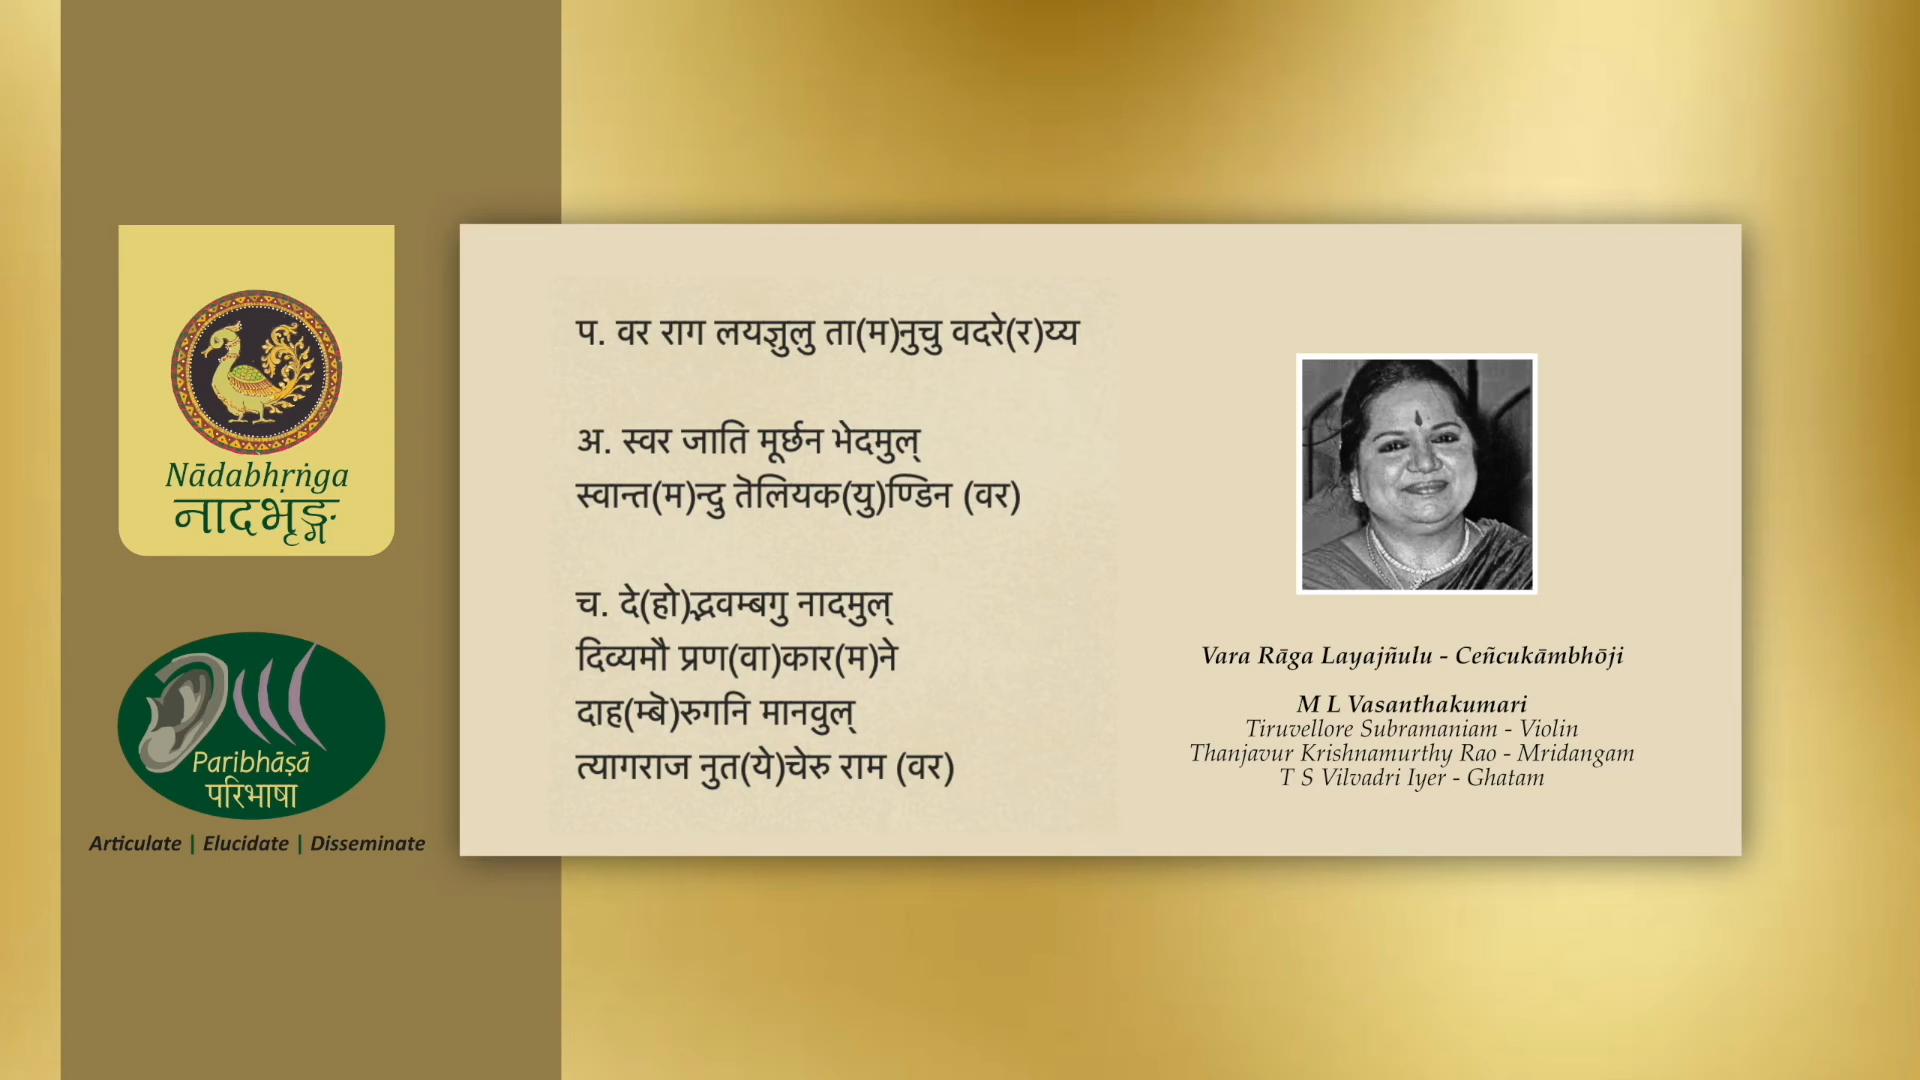 Nādabhṛṅga
नादभृङ्ग
Paribhāṣā
परिभाषा
Articulate | Elucidate | Disseminate
प. वर राग लयज्ञुलु ता(म)नुचु वदरे(र)य्य
अ. स्वर जाति मूर्छन भेदमुल्
स्वान्त(म)न्दु तॆलियक(यु)ण्डिन (वर)
च. दे(हो)द्भवम्बगु नादमुल्
दिव्यमौ प्रण(वा)कार(म)ने
दाह(म्बॆ)रुगनि मानवुल्
त्यागराज नुत(ये)चेरु राम (वर)
Vara Rāga Layajñulu - Ceñcukāmbhōji
M L Vasanthakumari
Tiruvellore Subramaniam - Violin
Thanjavur Krishnamurthy Rao - Mridangam
T S Vilvadri Iyer - Ghatam